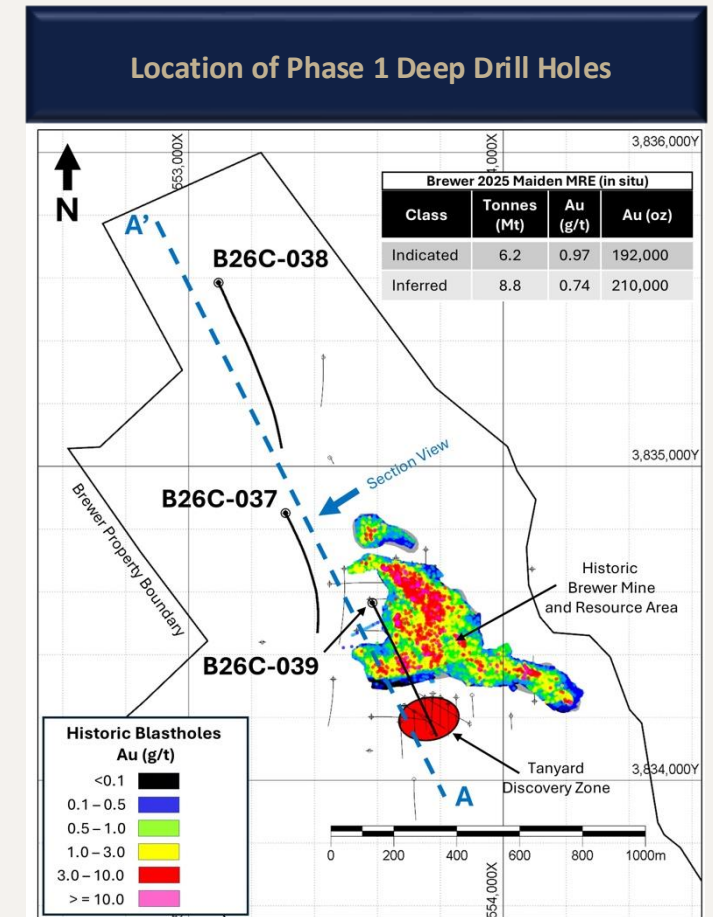 Location of Phase 1 Deep Drill Holes
553,000X
3,836,000Y
N
Brewer 2025 Maiden MRE (in situ)
Class Tonnes (Mt) Au (g/t) Au (oz)
Indicated 6.2 0.97 192,000
Inferred 8.8 0.74 210,000
A'
B26C-038
Section View
3,835,000Y
B26C-037
Brewer Property Boundary
Historic
Brewer Mine
and Resource Area
B26C-039
Historic Blastholes
Au (g/t)
<0.1
0.1 – 0.5
0.5 – 1.0
1.0 – 3.0
3.0 – 10.0
> = 10.0
3,834,000Y
Tanyard
Discovery Zone
A
0 200 400 600 800 1000m
554,000X